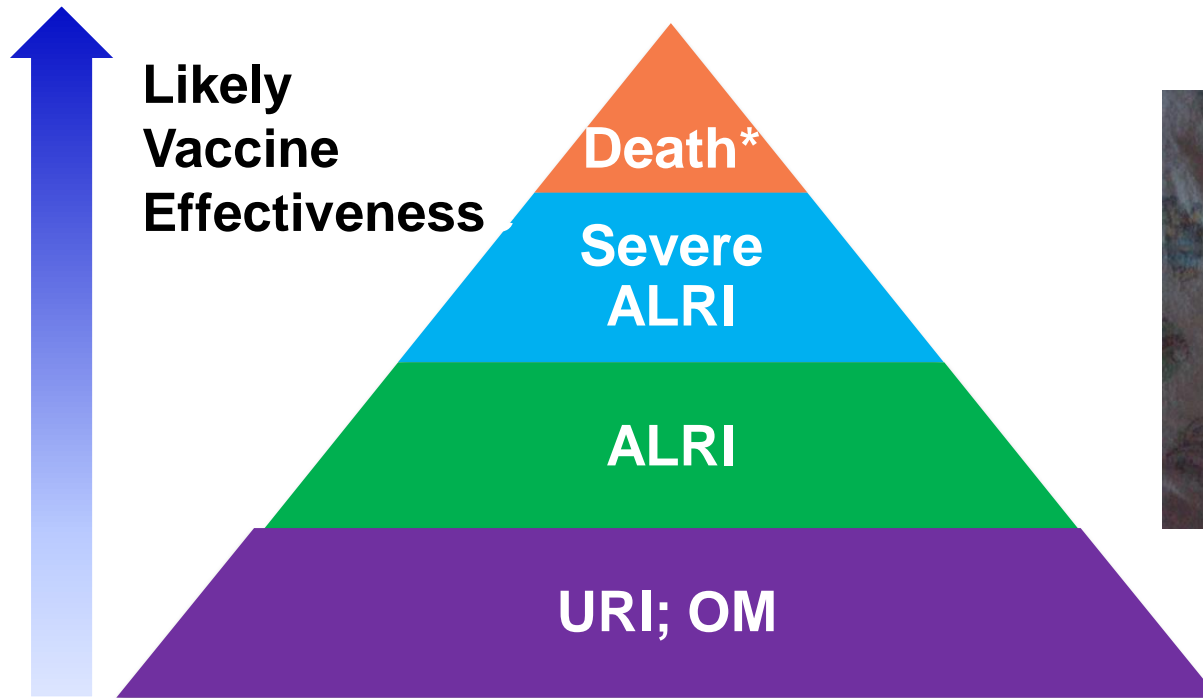 Likely
Vaccine
Effectiveness
Death*
Severe
ALRI
ALRI
URI; OM